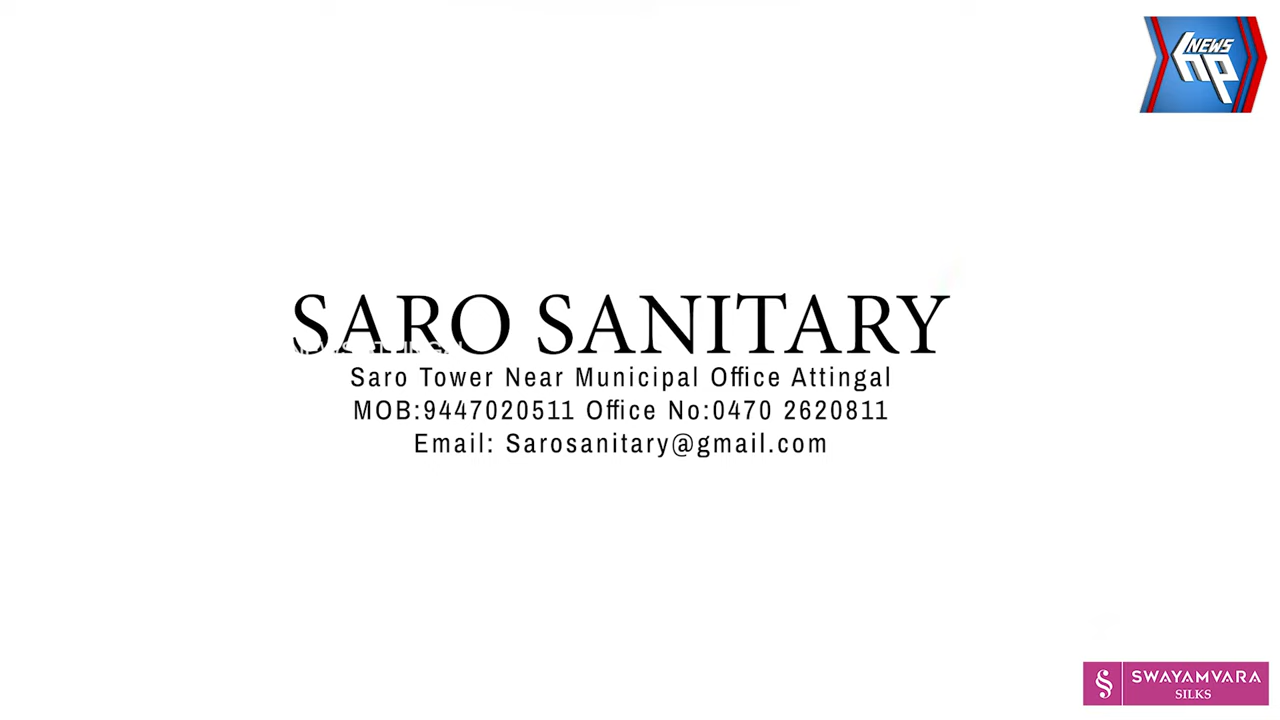 NEWS
SARO SANITARY
Saro Tower Near Municipal Office Attingal
MOB:9447020511 Office No:0470 2620811
Email: Sarosanitary@gmail.com
SWAYAMVARA
SILKS